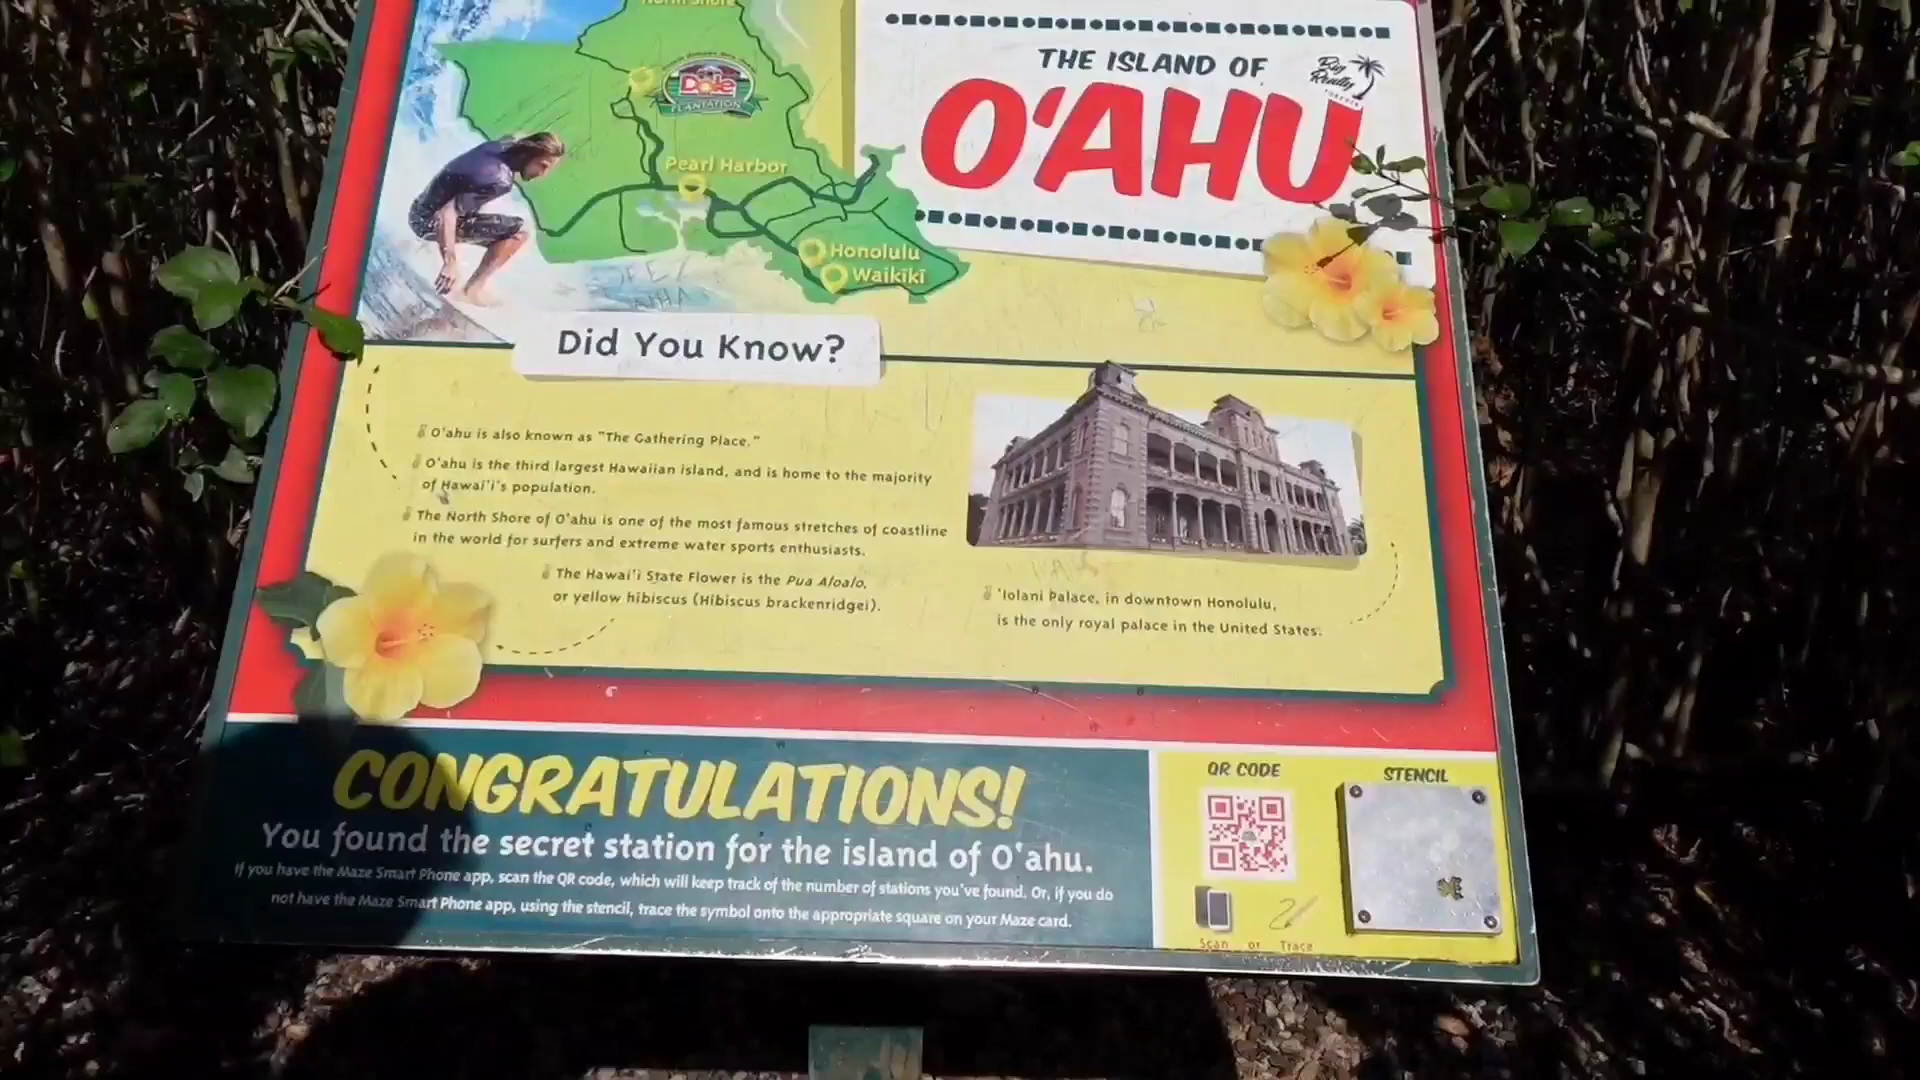 North Shore
THE ISLAND OF
O'AHU
Big
Really
Dole
PLANTATION
Pearl Harbor
Honolulu
Waikīkī
Did You Know?
O'ahu is also known as "The Gathering Place."
O'ahu is the third largest Hawaiian island, and is home to the majority
of Hawai'i's population.
The North Shore of O'ahu is one of the most famous stretches of coastline
in the world for surfers and extreme water sports enthusiasts.
The Hawai'i State Flower is the Pua Aloalo,
or yellow hibiscus (Hibiscus brackenridgei).
'Iolani Palace, in downtown Honolulu,
is the only royal palace in the United States.
CONGRATULATIONS!
You found the secret station for the island of O'ahu.
If you have the Maze Smart Phone app, scan the QR code, which will keep track of the number of stations you've found. Or, if you do
not have the Maze Smart Phone app, using the stencil, trace the symbol onto the appropriate square on your Maze card.
QR CODE
STENCIL
Scan or Trace